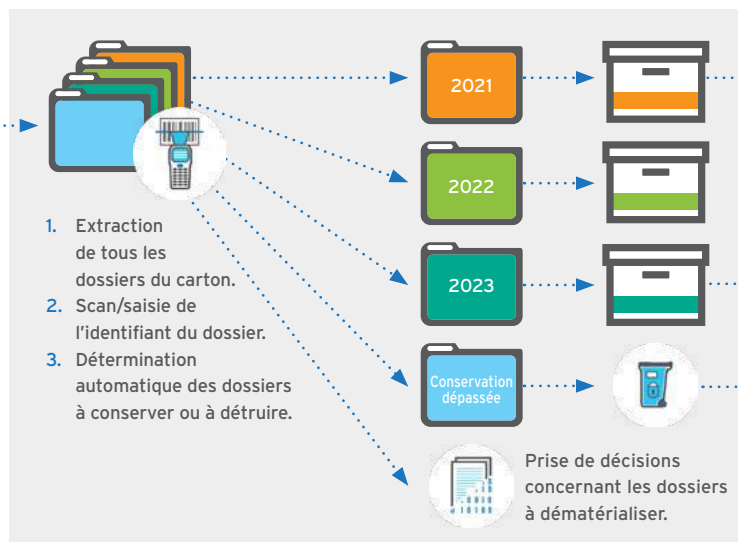 2021
2022
2023
Conservation
dépassée
1. Extraction
de tous les
dossiers du carton.
2. Scan/saisie de
l'identifiant du dossier.
3. Détermination
automatique des dossiers
à conserver ou à détruire.
Prise de décisions
concernant les dossiers
à dématérialiser.